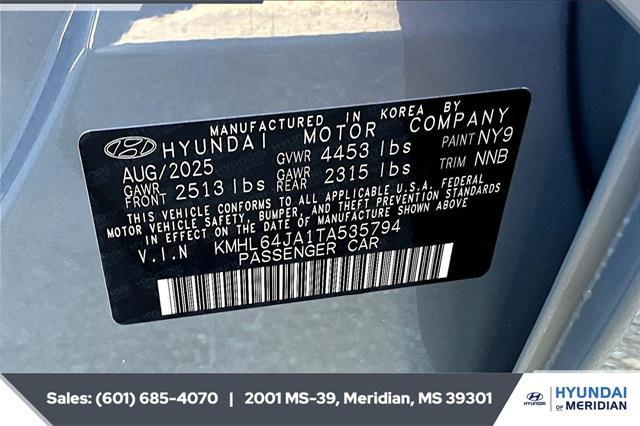 MANUFACTURED IN KOREA BY
HYUNDAI MOTOR COMPANY
AUG/2025 GVWR 4453 lbs PAINT NY9
GAWR FRONT 2513 lbs GAWR REAR 2315 lbs TRIM NNB
THIS VEHICLE CONFORMS TO ALL APPLICABLE U.S.A. FEDERAL
MOTOR VEHICLE SAFETY, BUMPER, AND THEFT PREVENTION STANDARDS
IN EFFECT ON THE DATE OF MANUFACTURE SHOWN ABOVE
V.I.N KMHL64JA1TA535794
PASSENGER CAR
Sales: (601) 685-4070 | 2001 MS-39, Meridian, MS 39301
HYUNDAI
HYUNDAI
OF MERIDIAN